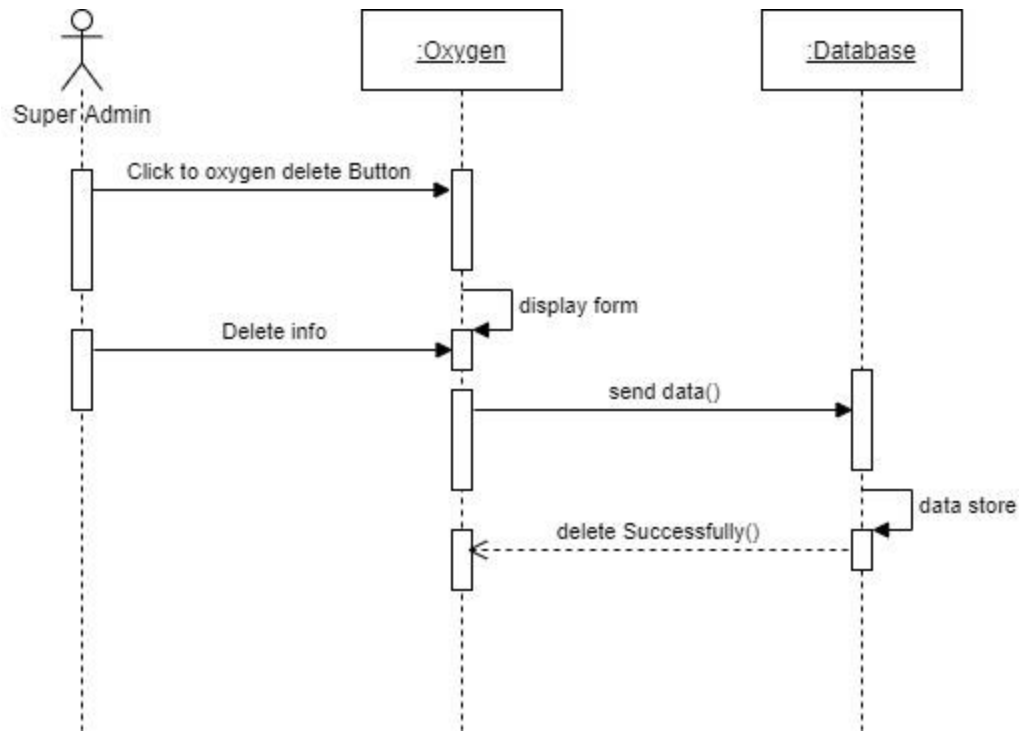 :Oxygen
:Database
Super Admin
Click to oxygen delete Button
display form
Delete info
send data()
data store
delete Successfully()